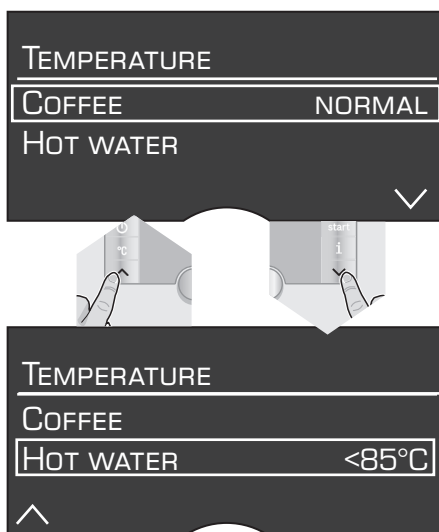 TEMPERATURE
COFFEE NORMAL
HOT WATER
°C
start
i
TEMPERATURE
COFFEE
HOT WATER <85°C